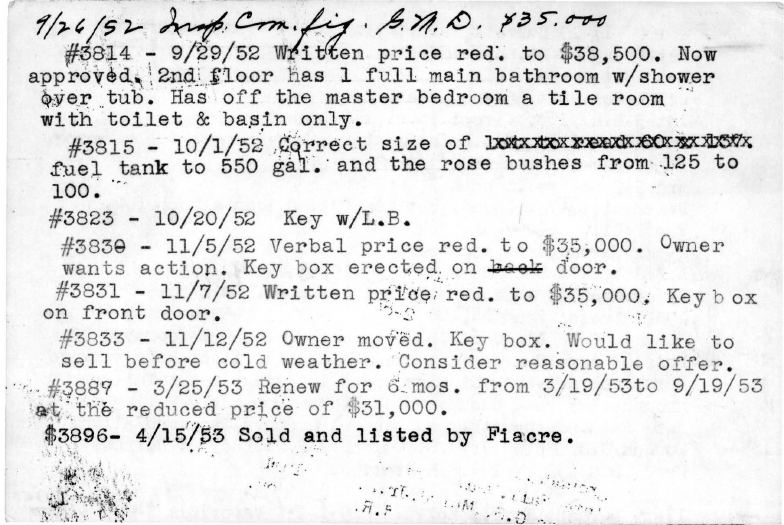 9/26/52 Insp. Com. fig. G.M.D. $35.000
#3814 - 9/29/52 Written price red. to $38,500. Now
approved. 2nd floor has 1 full main bathroom w/shower
over tub. Has off the master bedroom a tile room
with toilet & basin only.
#3815 - 10/1/52 Correct size of
fuel tank to 550 gal. and the rose bushes from 125 to
100.
#3823 - 10/20/52 Key w/L.B.
#3830 - 11/5/52 Verbal price red. to $35,000. Owner
wants action. Key box erected on back door.
#3831 - 11/7/52 Written price red. to $35,000. Key box
on front door.
#3833 - 11/12/52 Owner moved. Key box. Would like to
sell before cold weather. Consider reasonable offer.
#3887 - 3/25/53 Renew for 6 mos. from 3/19/53to 9/19/53
at the reduced price of $31,000.
$3896- 4/15/53 Sold and listed by Fiacre.